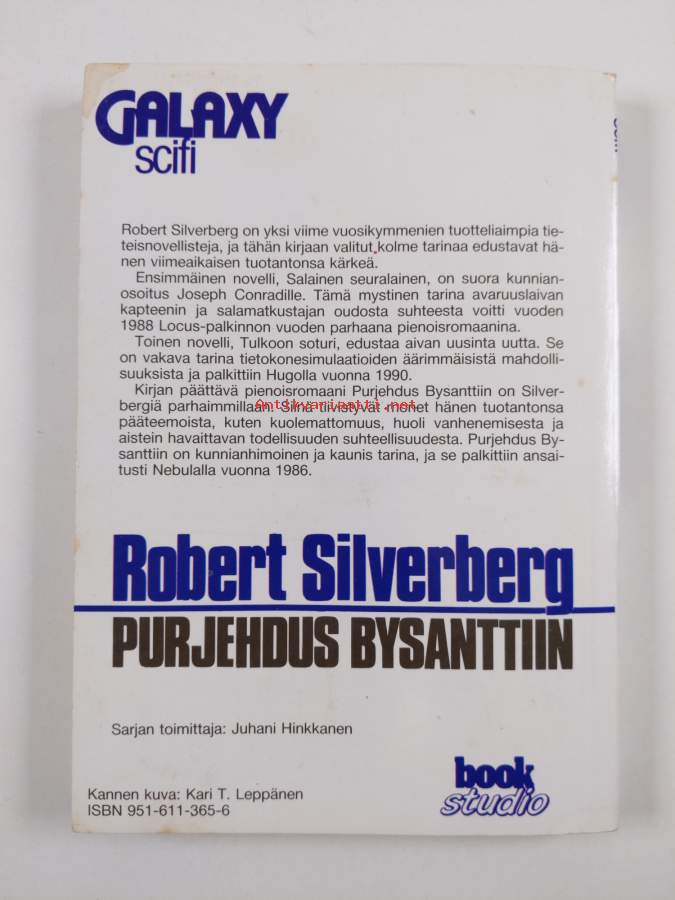 GALAXY
scifi
Robert Silverberg on yksi viime vuosikymmenien tuotteliaimpia tie-
teisnovellisteja, ja tähän kirjaan valitut kolme tarinaa edustavat hä-
nen viimeaikaisen tuotantonsa kärkeä.
Ensimmäinen novelli, Salainen seuralainen, on suora kunnian-
osoitus Joseph Conradille. Tämä mystinen tarina avaruuslaivan
kapteenin ja salamatkustajan oudosta suhteesta voitti vuoden
1988 Locus-palkinnon vuoden parhaana pienoisromaanina.
Toinen novelli, Tulkoon soturi, edustaa aivan uusinta uutta. Se
on vakava tarina tietokonesimulaatioiden äärimmäisistä mahdolli-
suuksista ja palkittiin Hugolla vuonna 1990.
Kirjan päättävä pienoisromaani Purjehdus Bysanttiin on Silver-
bergiä parhaimmillaan. Siinä tiivistyvät monet hänen tuotantonsa
Antikvariaatti.net
pääteemoista, kuten kuolemattomuus, huoli vanhenemisesta ja
aistein havaittavan todellisuuden suhteellisuudesta. Purjehdus By-
santtiin on kunnianhimoinen ja kaunis tarina, ja se palkittiin ansai-
tusti Nebulalla vuonna 1986.
Robert Silverberg
PURJEHDUS BYSANTTIIN
Sarjan toimittaja: Juhani Hinkkanen
book
studio
Kannen kuva: Kari T. Leppänen
ISBN 951-611-365-6